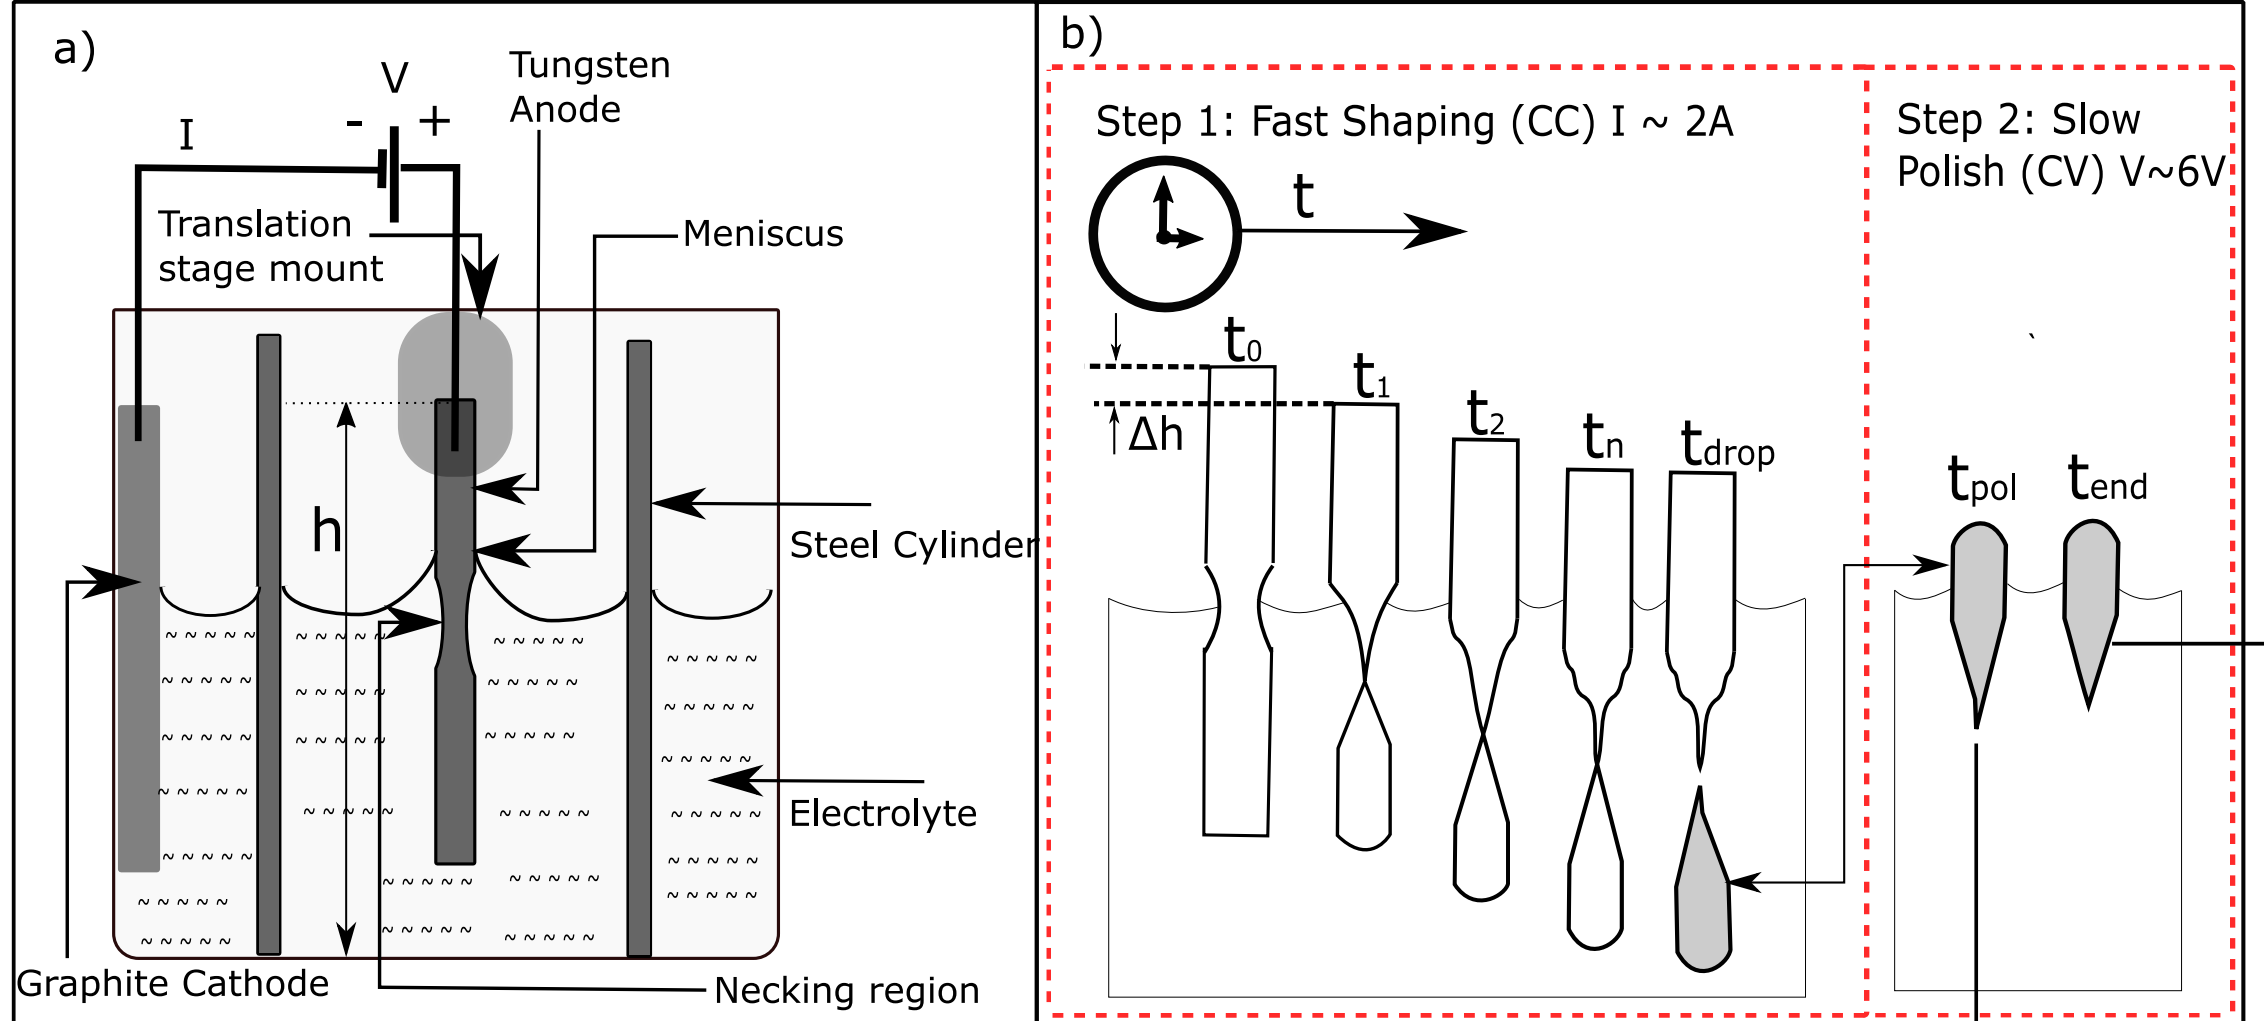 a)
V
Tungsten
Anode
I
-
+
Translation
stage mount
Meniscus
h
Steel Cylinder
Electrolyte
Graphite Cathode
Necking region
~ ~ ~ ~ ~
b)
Step 1: Fast Shaping (CC) I ~ 2A
t
t0
t1
Δh
t2
tn
tdrop
Step 2: Slow
Polish (CV) V~6V
`
tpol
tend